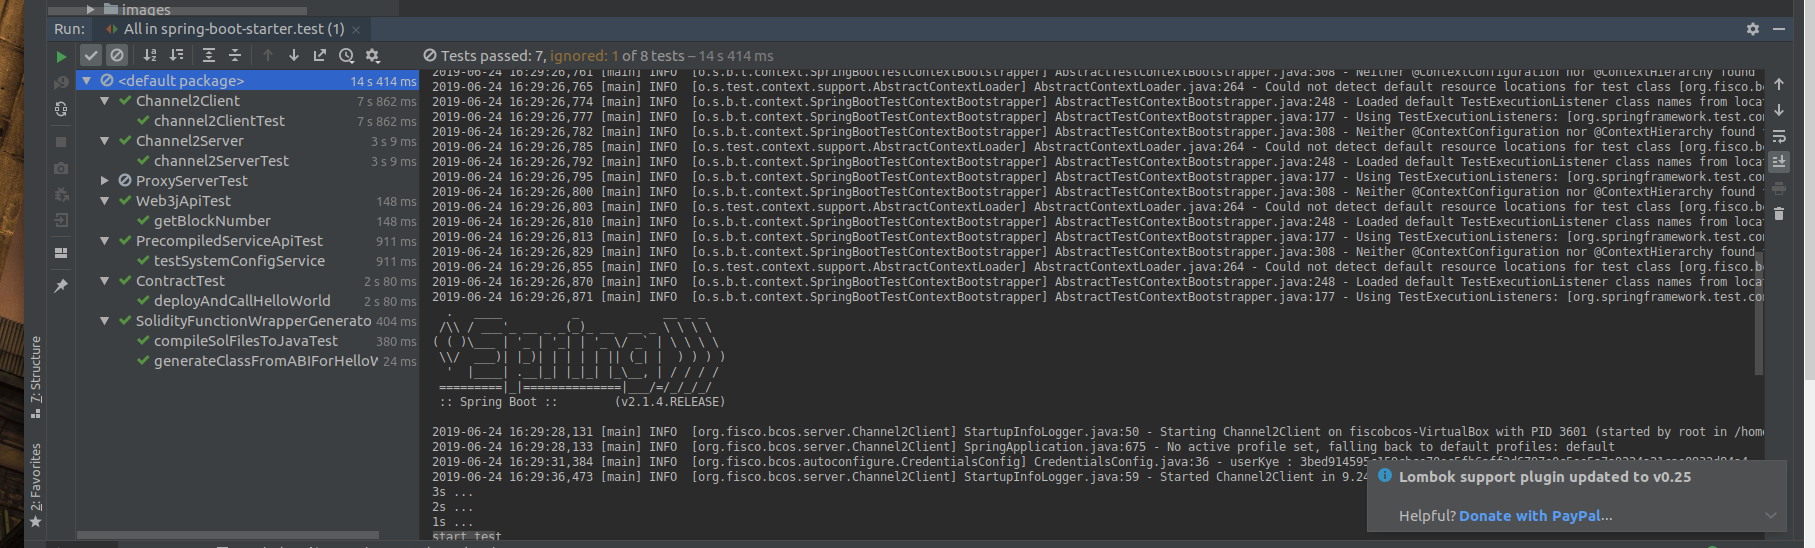 images
Run: All in spring-boot-starter.test (1)
Tests passed: 7, ignored: 1 of 8 tests – 14 s 414 ms
<default package> 14 s 414 ms
Channel2Client 7 s 862 ms
channel2ClientTest 7 s 862 ms
Channel2Server 3 s 9 ms
channel2ServerTest 3 s 9 ms
ProxyServerTest
Web3jApiTest 148 ms
getBlockNumber 148 ms
PrecompiledServiceApiTest 911 ms
testSystemConfigService 911 ms
ContractTest 2 s 80 ms
deployAndCallHelloWorld 2 s 80 ms
SolidityFunctionWrapperGenerato 404 ms
compileSolFilesToJavaTest 380 ms
generateClassFromABIForHelloV 24 ms
7: Structure
2: Favorites
2019-06-24 16:29:26,761 [main] INFO [o.s.b.t.context.SpringBootTestContextBootstrapper] AbstractTestContextBootstrapper.java:308 - Neither @ContextConfiguration nor @ContextHierarchy found
2019-06-24 16:29:26,765 [main] INFO [o.s.test.context.support.AbstractContextLoader] AbstractContextLoader.java:264 - Could not detect default resource locations for test class [org.fisco.b
2019-06-24 16:29:26,774 [main] INFO [o.s.b.t.context.SpringBootTestContextBootstrapper] AbstractTestContextBootstrapper.java:248 - Loaded default TestExecutionListener class names from loca
2019-06-24 16:29:26,777 [main] INFO [o.s.b.t.context.SpringBootTestContextBootstrapper] AbstractTestContextBootstrapper.java:177 - Using TestExecutionListeners: [org.springframework.test.co
2019-06-24 16:29:26,782 [main] INFO [o.s.b.t.context.SpringBootTestContextBootstrapper] AbstractTestContextBootstrapper.java:308 - Neither @ContextConfiguration nor @ContextHierarchy found
2019-06-24 16:29:26,785 [main] INFO [o.s.test.context.support.AbstractContextLoader] AbstractContextLoader.java:264 - Could not detect default resource locations for test class [org.fisco.b
2019-06-24 16:29:26,792 [main] INFO [o.s.b.t.context.SpringBootTestContextBootstrapper] AbstractTestContextBootstrapper.java:248 - Loaded default TestExecutionListener class names from loca
2019-06-24 16:29:26,795 [main] INFO [o.s.b.t.context.SpringBootTestContextBootstrapper] AbstractTestContextBootstrapper.java:177 - Using TestExecutionListeners: [org.springframework.test.co
2019-06-24 16:29:26,800 [main] INFO [o.s.b.t.context.SpringBootTestContextBootstrapper] AbstractTestContextBootstrapper.java:308 - Neither @ContextConfiguration nor @ContextHierarchy found
2019-06-24 16:29:26,803 [main] INFO [o.s.test.context.support.AbstractContextLoader] AbstractContextLoader.java:264 - Could not detect default resource locations for test class [org.fisco.b
2019-06-24 16:29:26,810 [main] INFO [o.s.b.t.context.SpringBootTestContextBootstrapper] AbstractTestContextBootstrapper.java:248 - Loaded default TestExecutionListener class names from loca
2019-06-24 16:29:26,813 [main] INFO [o.s.b.t.context.SpringBootTestContextBootstrapper] AbstractTestContextBootstrapper.java:177 - Using TestExecutionListeners: [org.springframework.test.co
2019-06-24 16:29:26,829 [main] INFO [o.s.b.t.context.SpringBootTestContextBootstrapper] AbstractTestContextBootstrapper.java:308 - Neither @ContextConfiguration nor @ContextHierarchy found
2019-06-24 16:29:26,855 [main] INFO [o.s.test.context.support.AbstractContextLoader] AbstractContextLoader.java:264 - Could not detect default resource locations for test class [org.fisco.b
2019-06-24 16:29:26,870 [main] INFO [o.s.b.t.context.SpringBootTestContextBootstrapper] AbstractTestContextBootstrapper.java:248 - Loaded default TestExecutionListener class names from loca
2019-06-24 16:29:26,871 [main] INFO [o.s.b.t.context.SpringBootTestContextBootstrapper] AbstractTestContextBootstrapper.java:177 - Using TestExecutionListeners: [org.springframework.test.co
:: Spring Boot :: (v2.1.4.RELEASE)
2019-06-24 16:29:28,131 [main] INFO [org.fisco.bcos.server.Channel2Client] StartupInfoLogger.java:50 - Starting Channel2Client on fiscobcos-VirtualBox with PID 3601 (started by root in /hom
2019-06-24 16:29:28,133 [main] INFO [org.fisco.bcos.server.Channel2Client] SpringApplication.java:675 - No active profile set, falling back to default profiles: default
2019-06-24 16:29:31,384 [main] INFO [org.fisco.bcos.autoconfigure.CredentialsConfig] CredentialsConfig.java:36 - userKye :
2019-06-24 16:29:36,473 [main] INFO [org.fisco.bcos.server.Channel2Client] StartupInfoLogger.java:59 - Started Channel2Client in 9.24
3s ...
2s ...
1s ...
start test
Lombok support plugin updated to v0.25
Helpful? Donate with PayPal...